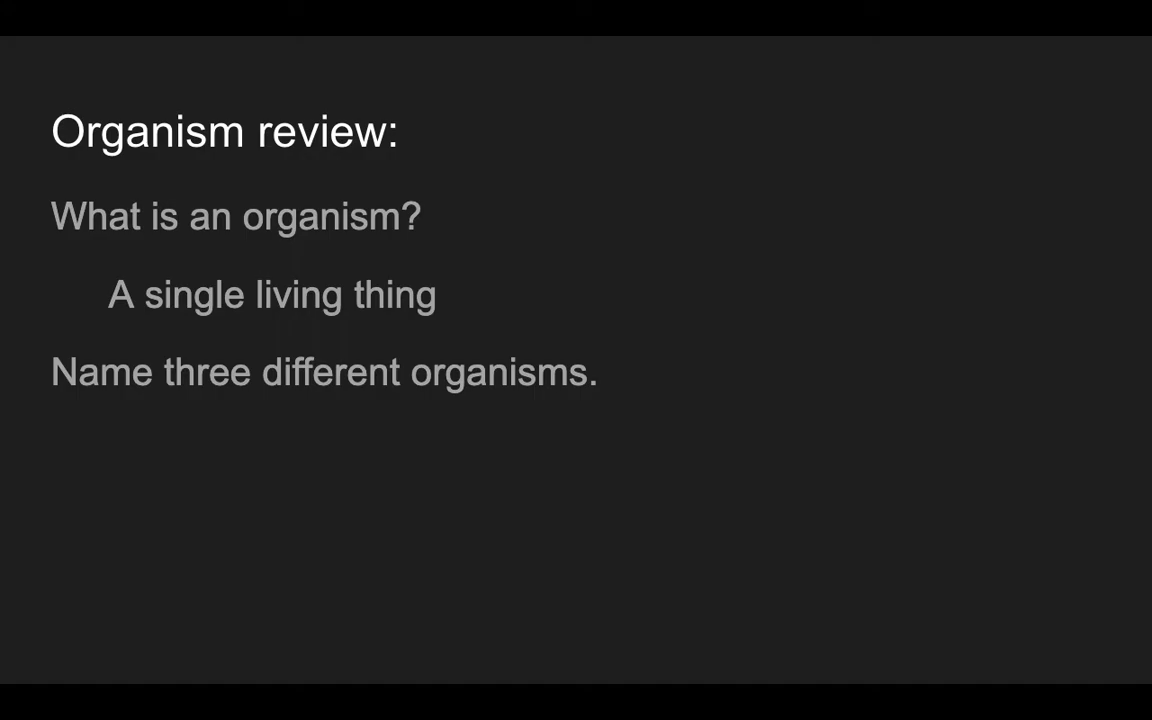 Organism review:
What is an organism?
A single living thing
Name three different organisms.